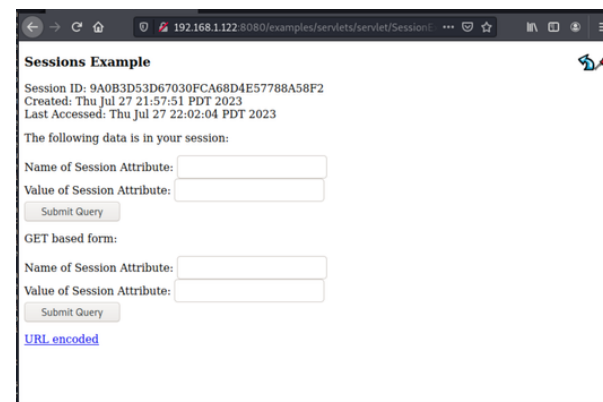 192.168.1.122:8080/examples/servlets/servlet/SessionE
Sessions Example
Session ID: 9A0B3D53D67030FCA68D4E57788A58F2
Created: Thu Jul 27 21:57:51 PDT 2023
Last Accessed: Thu Jul 27 22:02:04 PDT 2023
The following data is in your session:
Name of Session Attribute:
Value of Session Attribute:
Submit Query
GET based form:
Name of Session Attribute:
Value of Session Attribute:
Submit Query
URL encoded